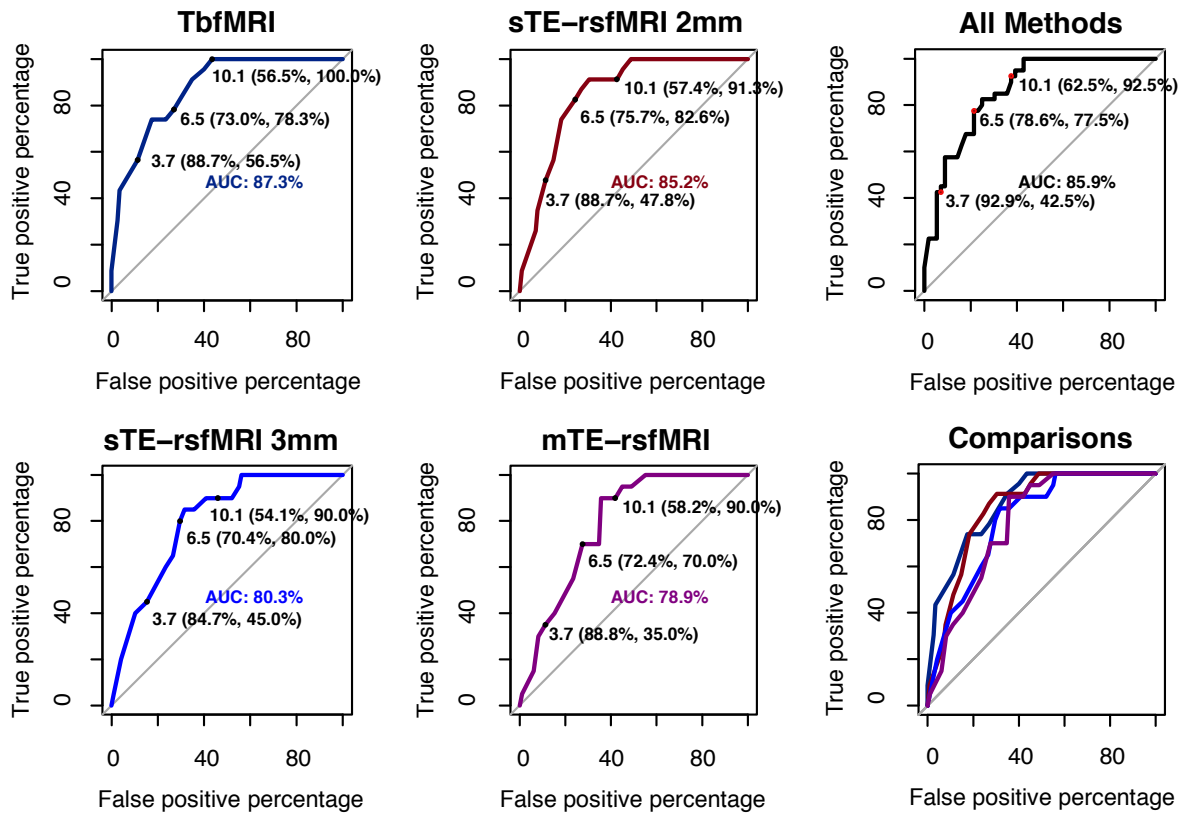 TbfMRI
True positive percentage
80
40
0
10.1 (56.5%, 100.0%)
6.5 (73.0%, 78.3%)
3.7 (88.7%, 56.5%)
AUC: 87.3%
0 40 80
False positive percentage
sTE−rsfMRI 2mm
True positive percentage
80
40
0
10.1 (57.4%, 91.3%)
6.5 (75.7%, 82.6%)
AUC: 85.2%
3.7 (88.7%, 47.8%)
0 40 80
False positive percentage
All Methods
True positive percentage
80
40
0
10.1 (62.5%, 92.5%)
6.5 (78.6%, 77.5%)
AUC: 85.9%
3.7 (92.9%, 42.5%)
0 40 80
False positive percentage
sTE−rsfMRI 3mm
True positive percentage
80
40
0
10.1 (54.1%, 90.0%)
6.5 (70.4%, 80.0%)
AUC: 80.3%
3.7 (84.7%, 45.0%)
0 40 80
False positive percentage
mTE−rsfMRI
True positive percentage
80
40
0
10.1 (58.2%, 90.0%)
6.5 (72.4%, 70.0%)
AUC: 78.9%
3.7 (88.8%, 35.0%)
0 40 80
False positive percentage
Comparisons
True positive percentage
80
40
0
0 40 80
False positive percentage